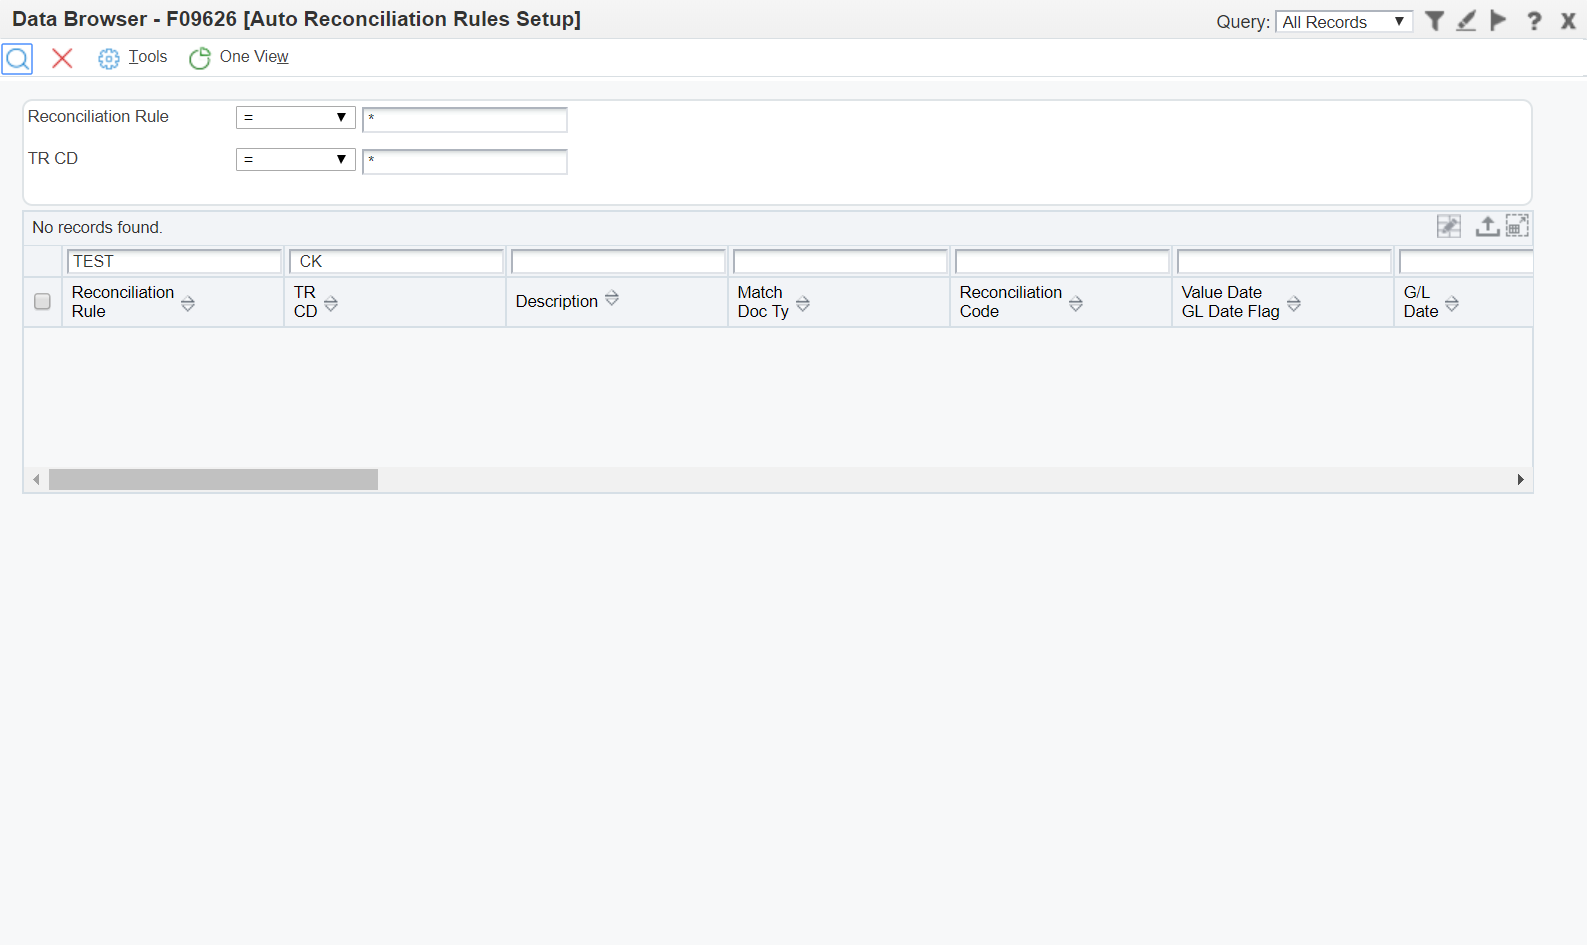 Data Browser - F09626 [Auto Reconciliation Rules Setup]
Query: All Records
Tools One View
Reconciliation Rule = *
TR CD = *
No records found.
TEST CK
Reconciliation Rule TR CD Description Match Doc Ty Reconciliation Code Value Date GL Date Flag G/L Date